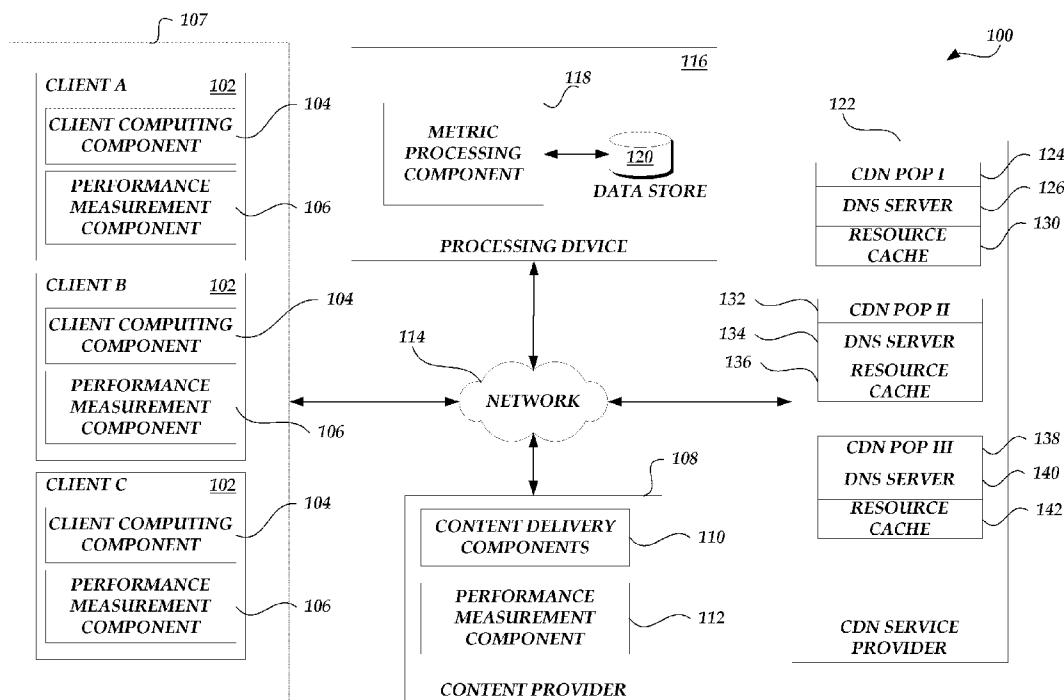 107
CLIENT A 102
CLIENT COMPUTING
COMPONENT
104
PERFORMANCE
MEASUREMENT
COMPONENT
106
CLIENT B 102
CLIENT COMPUTING
COMPONENT
104
PERFORMANCE
MEASUREMENT
COMPONENT
106
CLIENT C 102
CLIENT COMPUTING
COMPONENT
104
PERFORMANCE
MEASUREMENT
COMPONENT
106
116
118
METRIC
PROCESSING
COMPONENT
120
DATA STORE
PROCESSING DEVICE
114
NETWORK
108
CONTENT DELIVERY
COMPONENTS
110
PERFORMANCE
MEASUREMENT
COMPONENT
112
CONTENT PROVIDER
100
122
CDN POP I
124
DNS SERVER
126
RESOURCE
CACHE
130
132
CDN POP II
134
DNS SERVER
136
RESOURCE
CACHE
CDN POP III
138
DNS SERVER
140
RESOURCE
CACHE
142
CDN SERVICE
PROVIDER